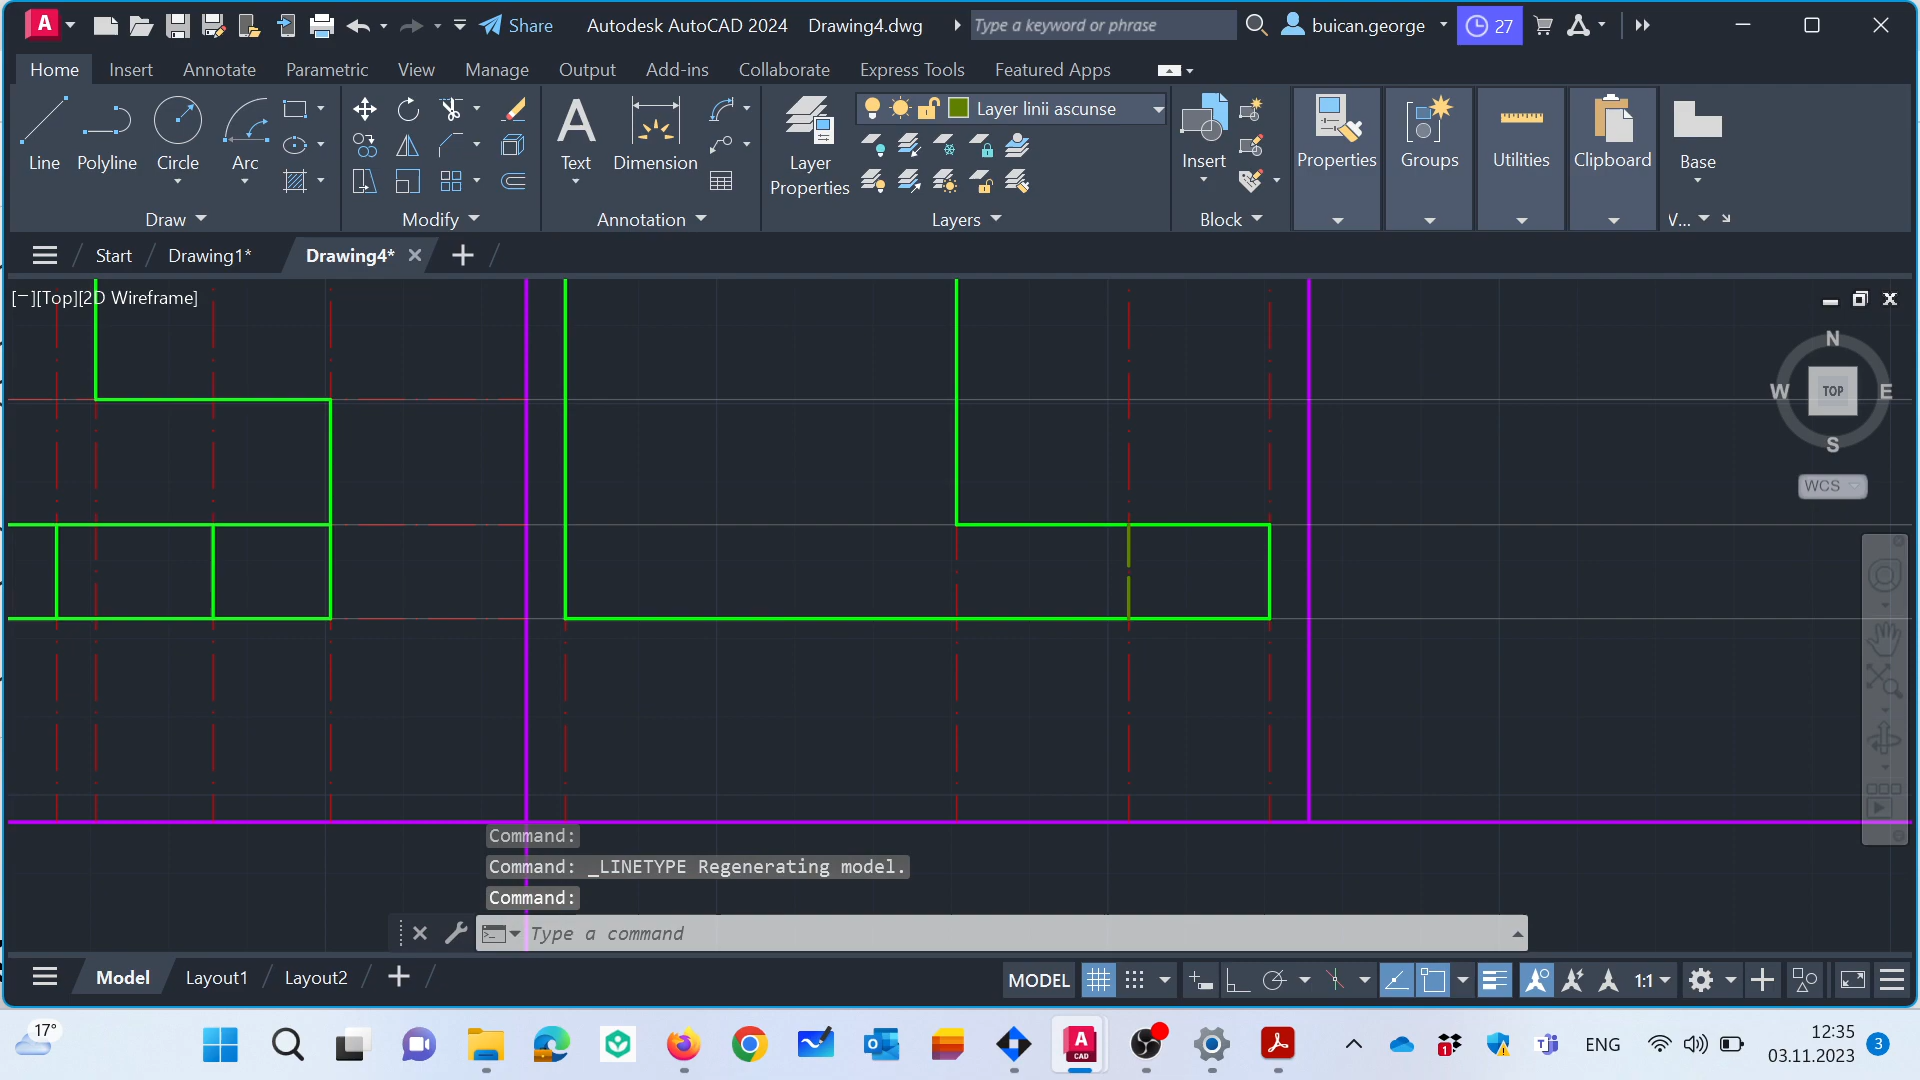 A Share Autodesk AutoCAD 2024 Drawing4.dwg Type a keyword or phrase buican.george 27
Home Insert Annotate Parametric View Manage Output Add-ins Collaborate Express Tools Featured Apps
Layer linii ascunse
Line Polyline Circle Arc Text Dimension Layer Properties Insert Properties Groups Utilities Clipboard Base
Draw Modify Annotation Layers Block V...
Start Drawing1* Drawing4*
[−][Top][2D Wireframe]
N
W TOP E
S
WCS
Command:
Command: _LINETYPE Regenerating model.
Command:
Type a command
Model Layout1 Layout2 MODEL 1:1
17° A CAD 1 ENG 12:35
03.11.2023 3